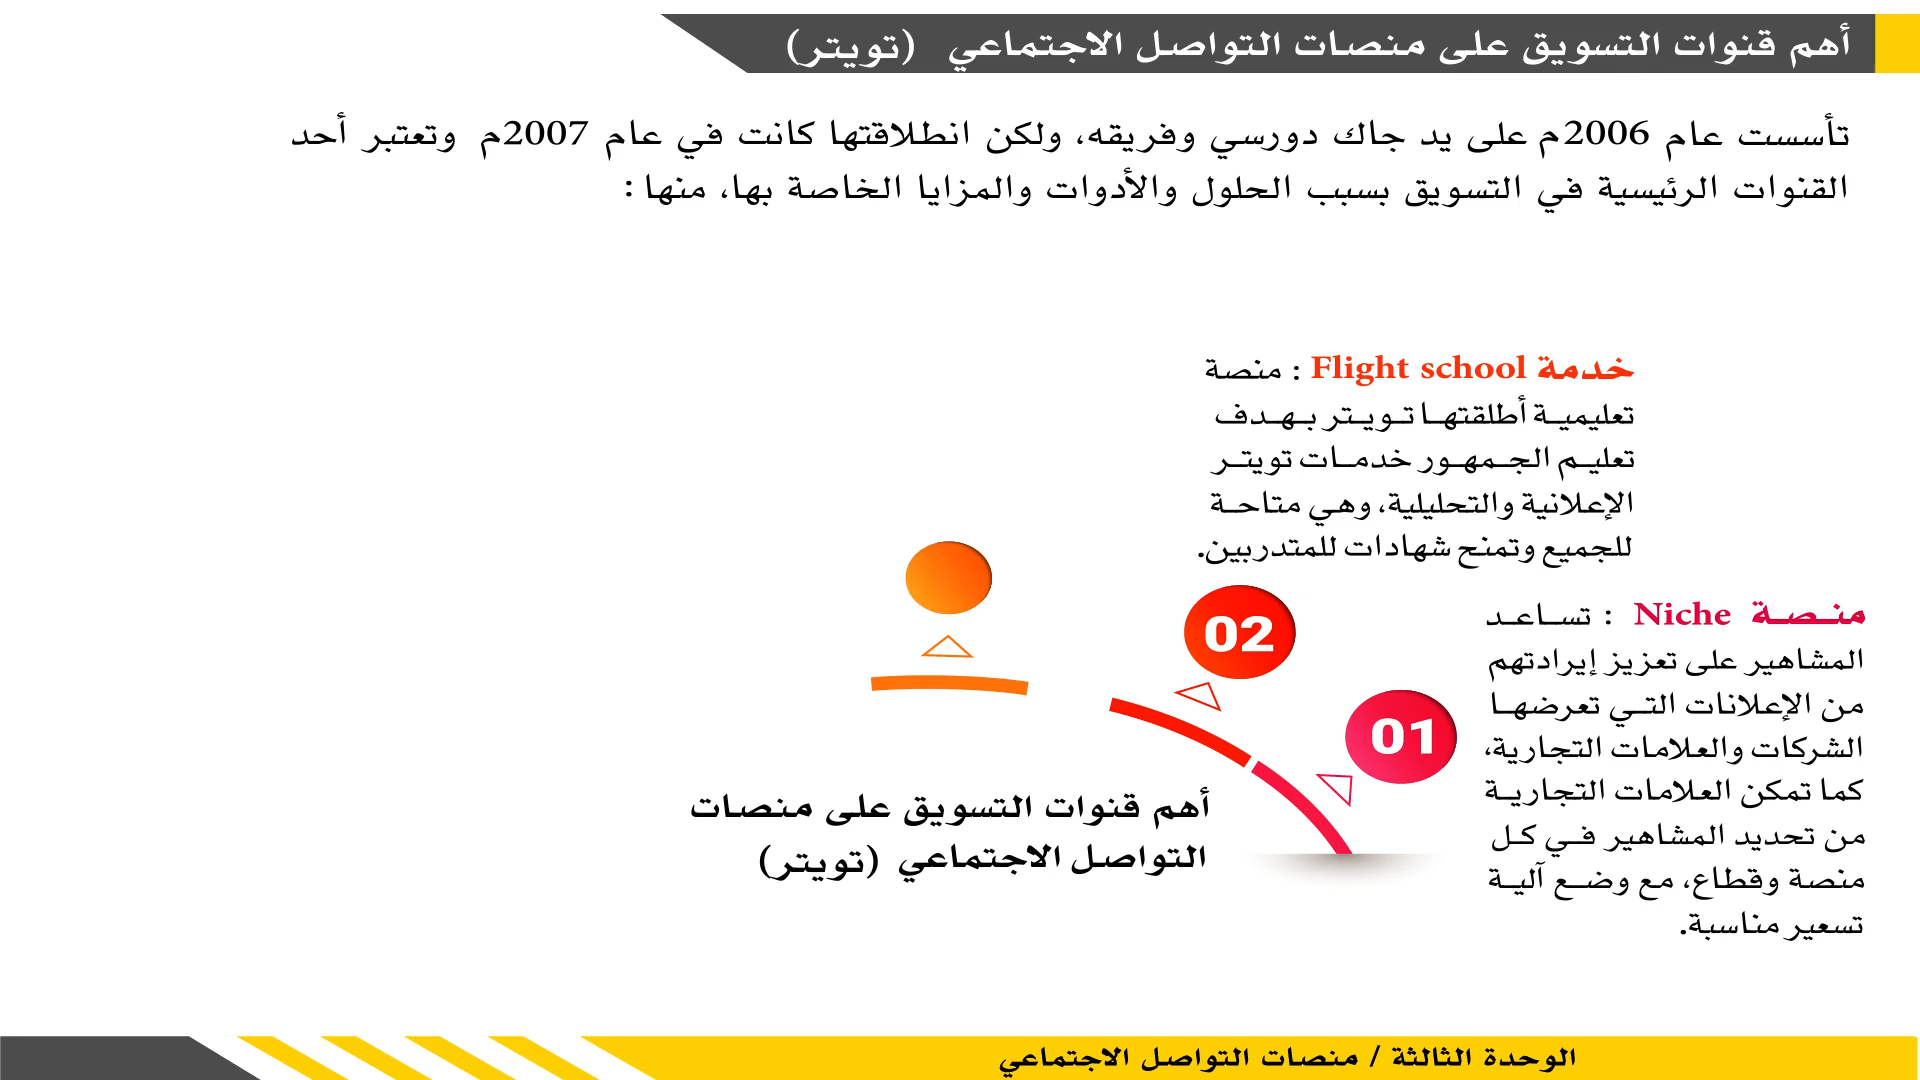 أهم قنوات التسويق على منصات التواصل الاجتماعي (تويتر)
تأسست عام 2006م على يد جاك دورسي وفريقه، ولكن انطلاقتها كانت في عام 2007م وتعتبر أحد
القنوات الرئيسية في التسويق بسبب الحلول والأدوات والمزايا الخاصة بها، منها:
خدمة Flight school : منصة
تعليمية أطلقتها تويتر بهدف
تعليم الجمهور خدمات تويتر
الإعلانية والتحليلية، وهي متاحة
للجميع وتمنح شهادات للمتدربين.
02
منصة Niche : تساعد
المشاهير على تعزيز إيرادتهم
من الإعلانات التي تعرضها
الشركات والعلامات التجارية،
كما تمكن العلامات التجارية
من تحديد المشاهير في كل
منصة وقطاع، مع وضع آلية
تسعير مناسبة.
01
أهم قنوات التسويق على منصات
التواصل الاجتماعي (تويتر)
الوحدة الثالثة / منصات التواصل الاجتماعي